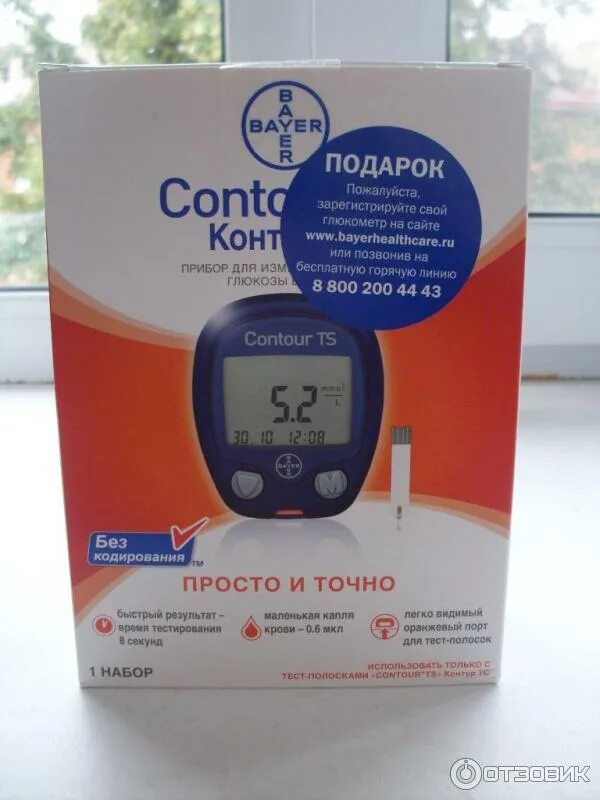 BAYER
BAYER
Conto
Конт
ПРИБОР ДЛЯ
ГЛЮКОЗЫ
ПОДАРОК
Пожалуйста,
зарегистрируйте свой
глюкометр на сайте
www.bayerhealthcare.ru
или позвонив на
бесплатную горячую линию
8 800 200 44 43
Contour TS
5.2 mmol/L
30.10 12:08
BAYER
BAYER
M
Без
кодирования™
ПРОСТО И ТОЧНО
быстрый результат –
время тестирования
8 секунд
маленькая капля
крови – 0.6 мкл
легко видимый
оранжевый порт
для тест-полосок
1 НАБОР
ИСПОЛЬЗОВАТЬ ТОЛЬКО С
ТЕСТ-ПОЛОСКАМИ «CONTOUR®TS» Контур ТС
ОТЗОВИК